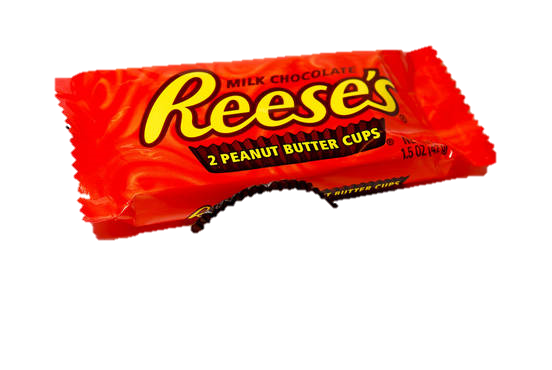 MILK CHOCOLATE
REESE'S
2 PEANUT BUTTER CUPS
1.5 OZ (
BUTTER CUPS